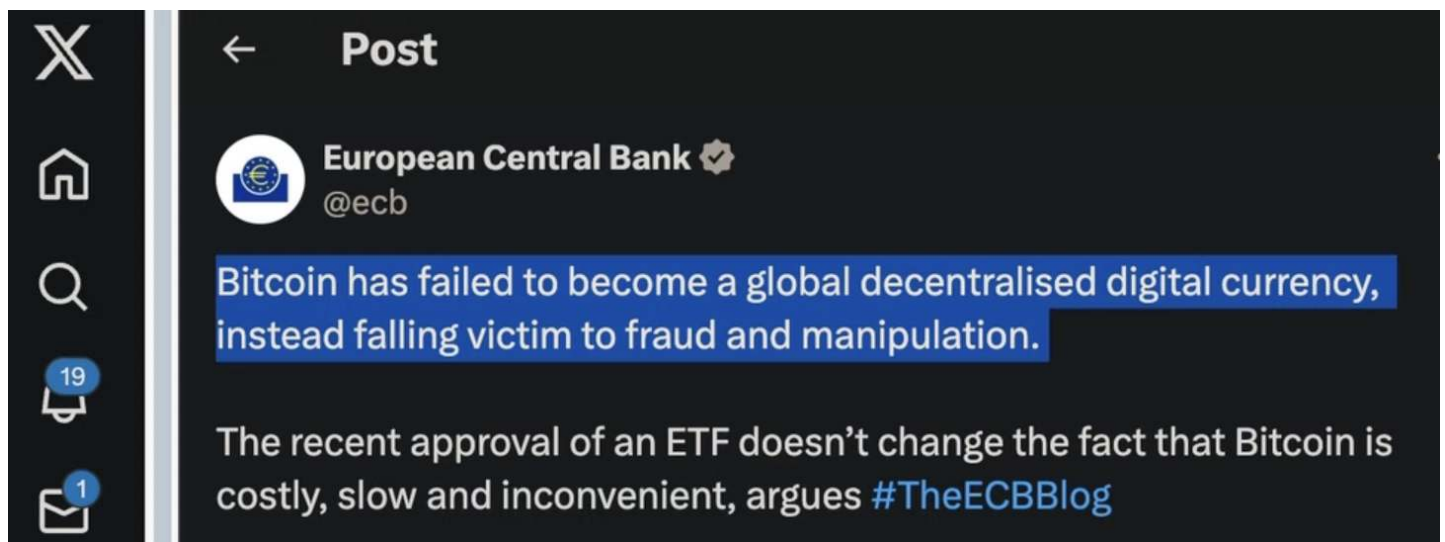 Post
European Central Bank
@ecb
Bitcoin has failed to become a global decentralised digital currency,
instead falling victim to fraud and manipulation.
19
The recent approval of an ETF doesn’t change the fact that Bitcoin is
costly, slow and inconvenient, argues #TheECBBlog
1